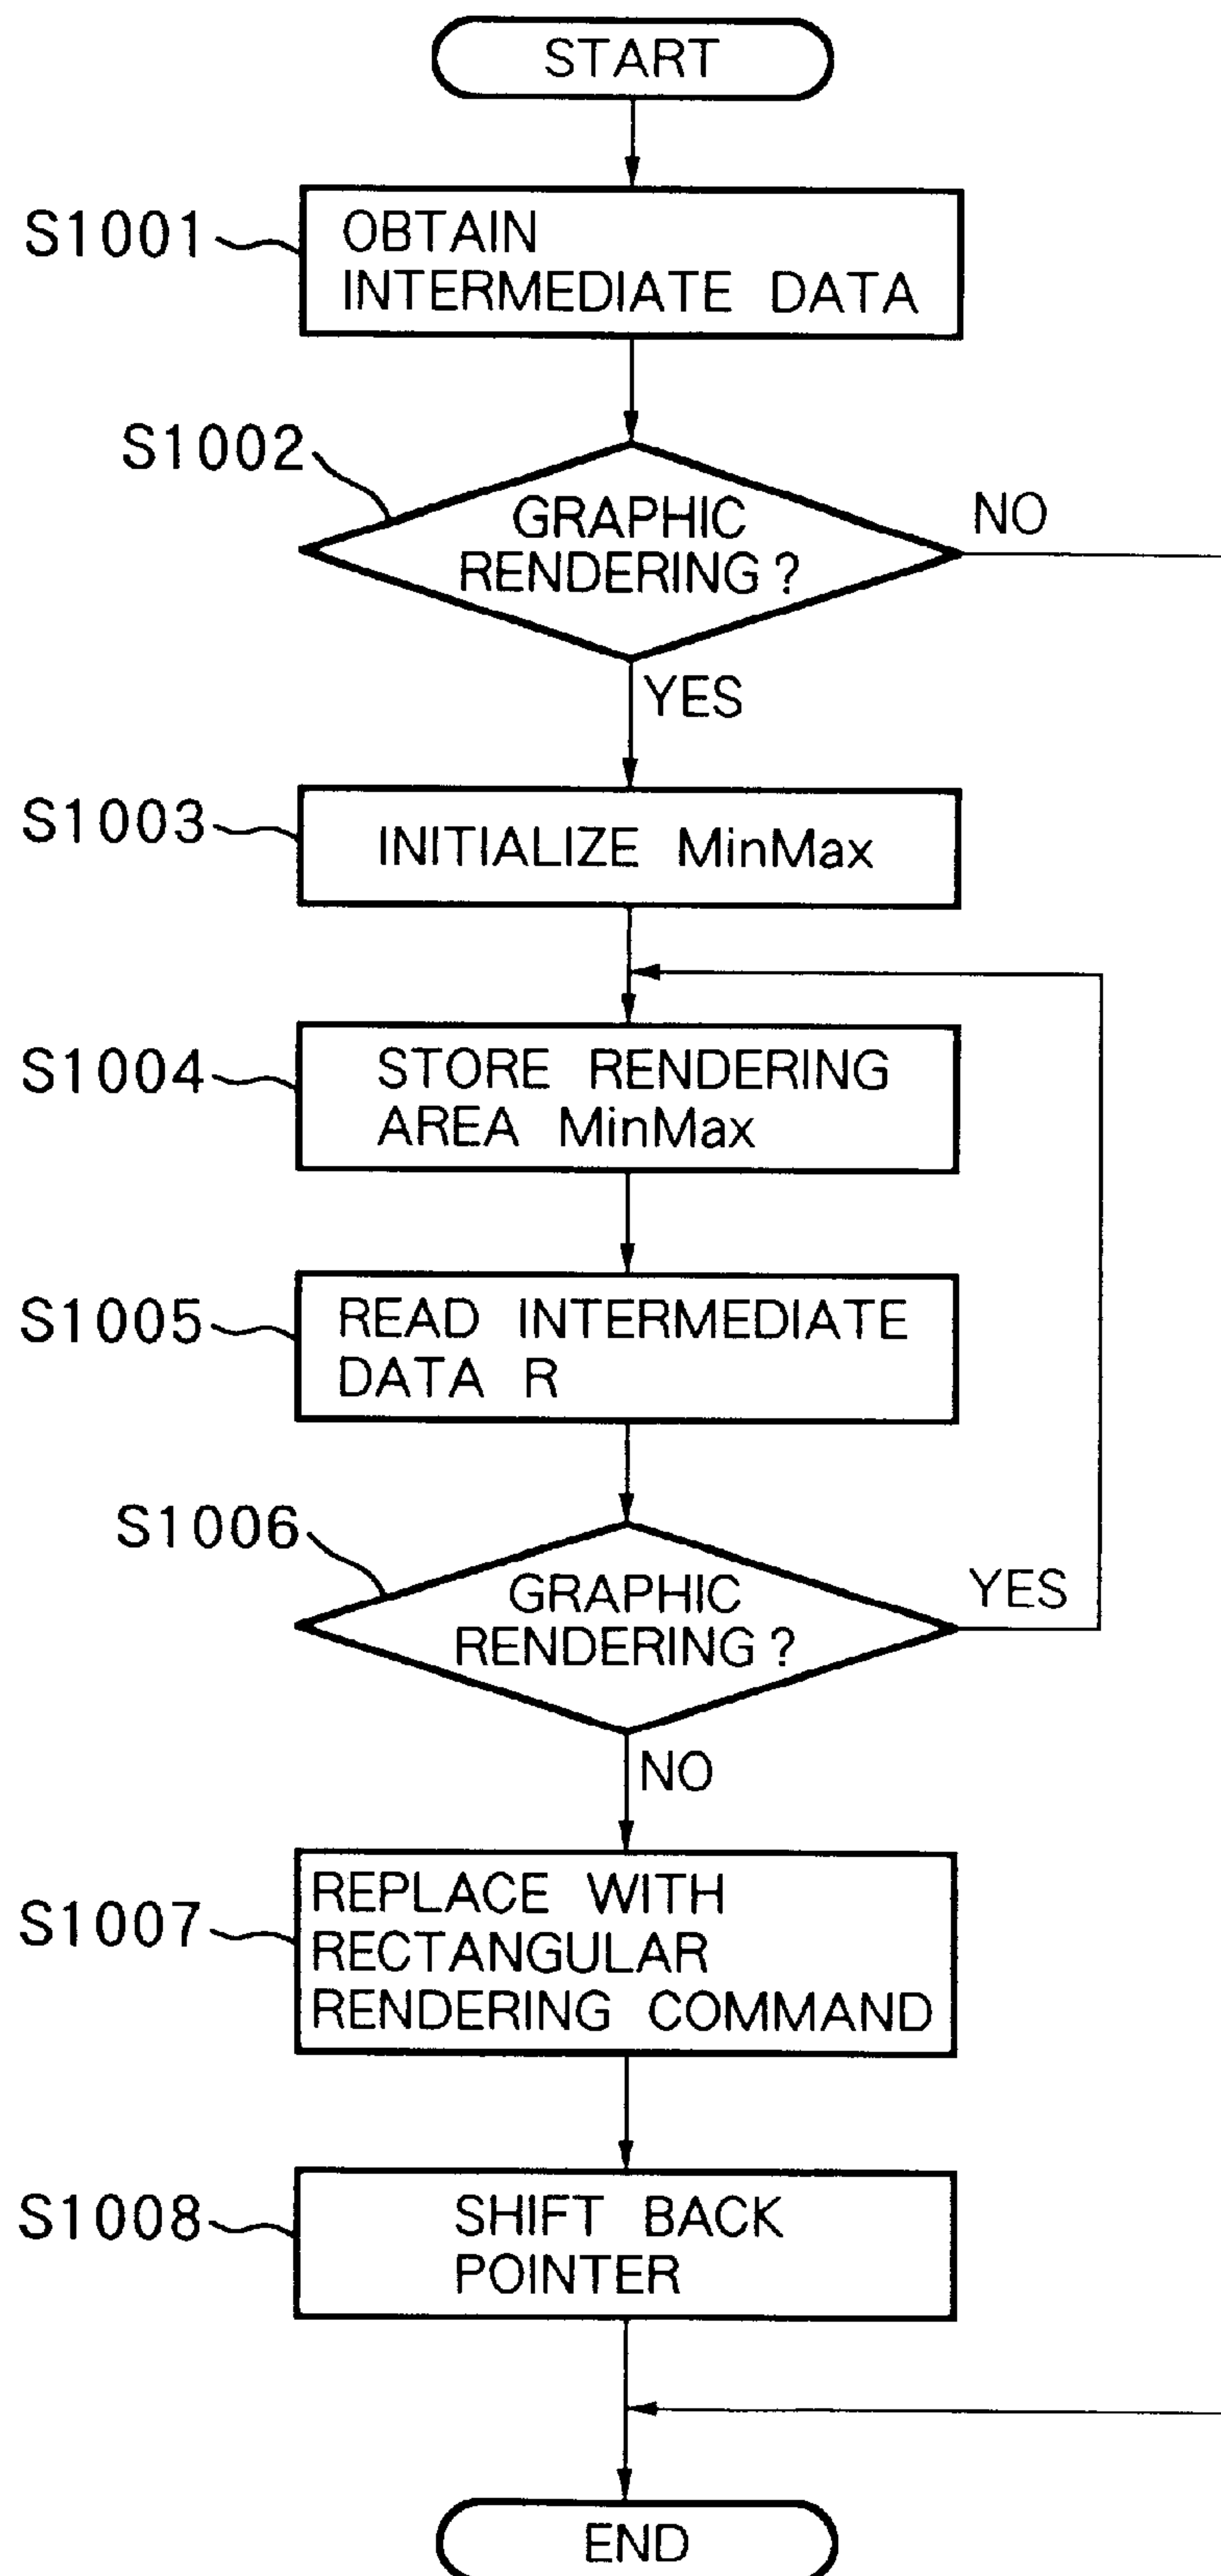 START
S1001
OBTAIN
INTERMEDIATE DATA
S1002
GRAPHIC
RENDERING?
NO
YES
S1003
INITIALIZE MinMax
S1004
STORE RENDERING
AREA MinMax
S1005
READ INTERMEDIATE
DATA R
S1006
GRAPHIC
RENDERING?
YES
NO
S1007
REPLACE WITH
RECTANGULAR
RENDERING COMMAND
S1008
SHIFT BACK
POINTER
END